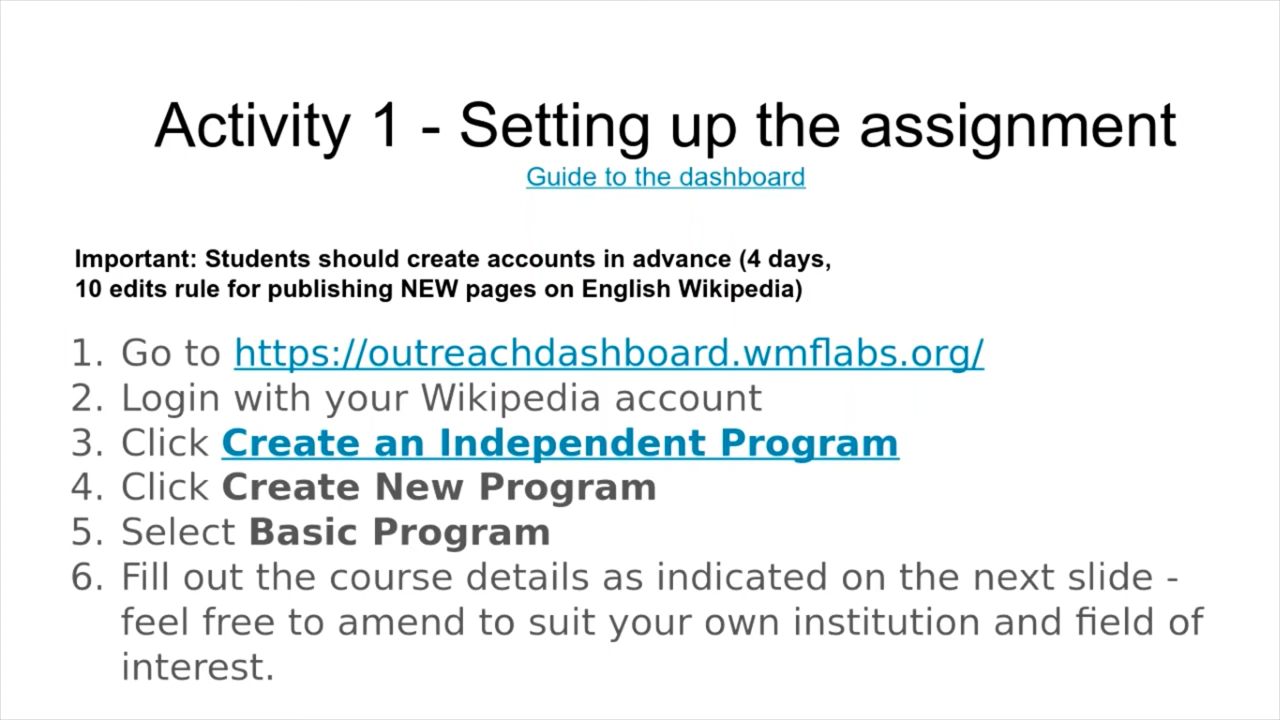 Activity 1 - Setting up the assignment
Guide to the dashboard
Important: Students should create accounts in advance (4 days,
10 edits rule for publishing NEW pages on English Wikipedia)
1. Go to https://outreachdashboard.wmflabs.org/
2. Login with your Wikipedia account
3. Click Create an Independent Program
4. Click Create New Program
5. Select Basic Program
6. Fill out the course details as indicated on the next slide -
feel free to amend to suit your own institution and field of
interest.